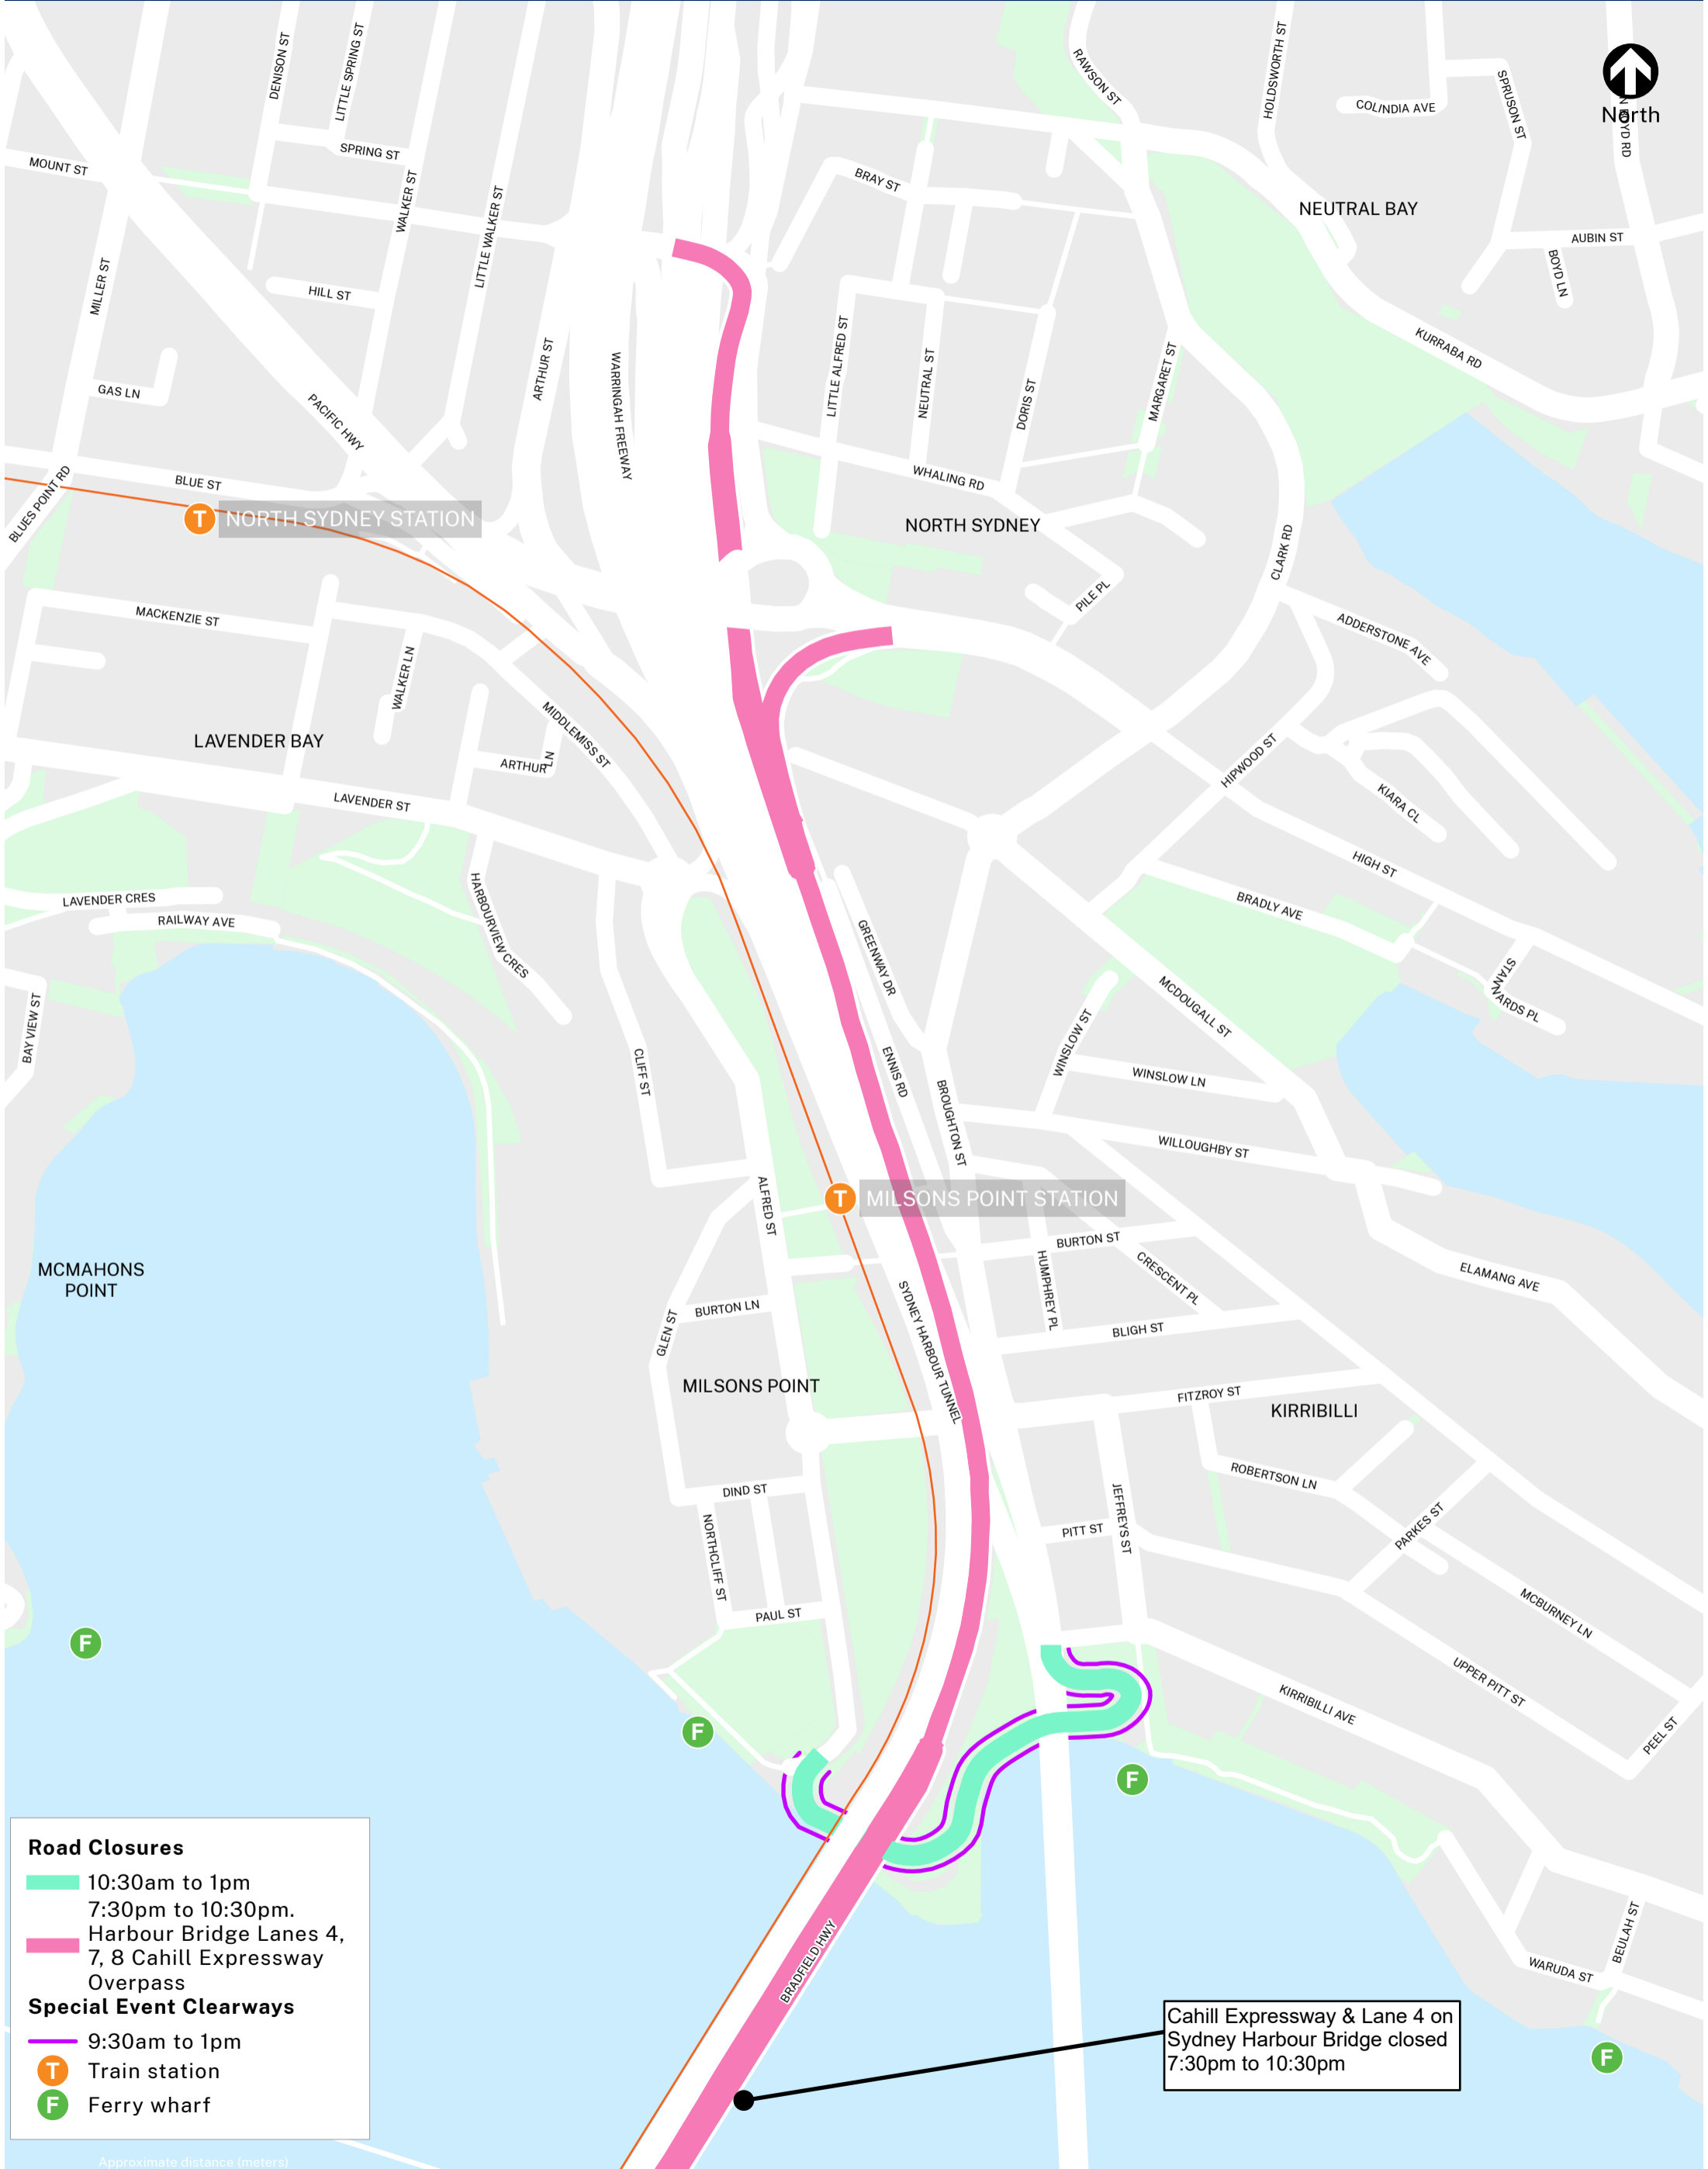 DENISON ST
LITTLE SPRING ST
RAWSON ST
HOLDSWORTH ST
COL/NDIA AVE
SPRUSON ST
North
N BOYD RD
MOUNT ST
SPRING ST
WALKER ST
LITTLE WALKER ST
BRAY ST
NEUTRAL BAY
AUBIN ST
BOYD LN
MILLER ST
HILL ST
ARTHUR ST
WARRINGAH FREEWAY
LITTLE ALFRED ST
NEUTRAL ST
DORIS ST
MARGARET ST
KURRABA RD
GAS LN
PACIFIC HWY
BLUES POINT RD
BLUE ST
T
NORTH SYDNEY STATION
WHALING RD
NORTH SYDNEY
CLARK RD
PILE PL
MACKENZIE ST
WALKER LN
ADDERSTONE AVE
LAVENDER BAY
MIDDLEMISS ST
ARTHUR LN
HIPWOOD ST
KIARA CL
LAVENDER ST
HIGH ST
LAVENDER CRES
RAILWAY AVE
HARBOURVIEW CRES
GREENWAY DR
BRADLY AVE
STANNARDS PL
BAY VIEW ST
CLIFF ST
ENNIS RD
BROUGHTON ST
WINSLOW ST
MCDOUGALL ST
WINSLOW LN
WILLOUGHBY ST
ALFRED ST
T
MILSONS POINT STATION
MCMAHONS
POINT
BURTON ST
HUMPHREY PL
CRESCENT PL
ELAMANG AVE
SYDNEY HARBOUR TUNNEL
BURTON LN
GLEN ST
BLIGH ST
MILSONS POINT
FITZROY ST
KIRRIBILLI
DIND ST
NORTHCLIFF ST
ROBERTSON LN
JEFFREYS ST
PITT ST
PARKES ST
PAUL ST
MCBURNEY LN
F
UPPER PITT ST
KIRRIBILLI AVE
PEEL ST
F
F
Road Closures
10:30am to 1pm
7:30pm to 10:30pm.
Harbour Bridge Lanes 4,
7, 8 Cahill Expressway
Overpass
Special Event Clearways
9:30am to 1pm
T
Train station
F
Ferry wharf
BRADFIELD HWY
BEULAH ST
WARUDA ST
Cahill Expressway & Lane 4 on
Sydney Harbour Bridge closed
7:30pm to 10:30pm
F
Approximate distance (meters)